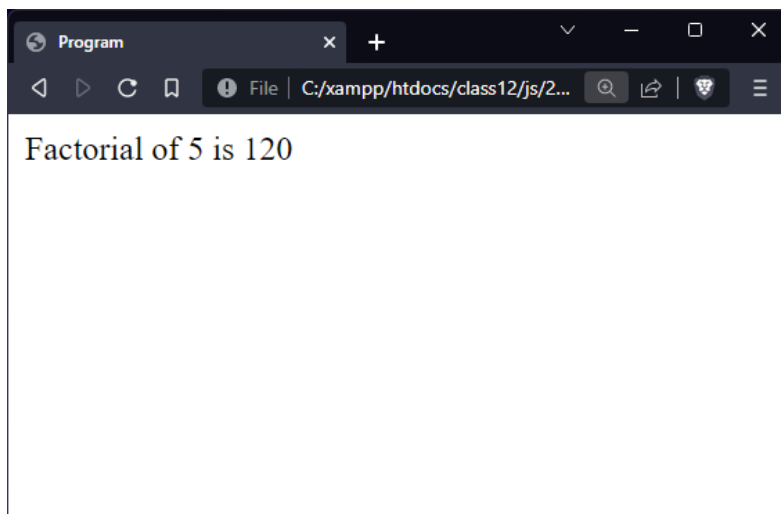 Program
File C:/xampp/htdocs/class12/js/2...
Factorial of 5 is 120